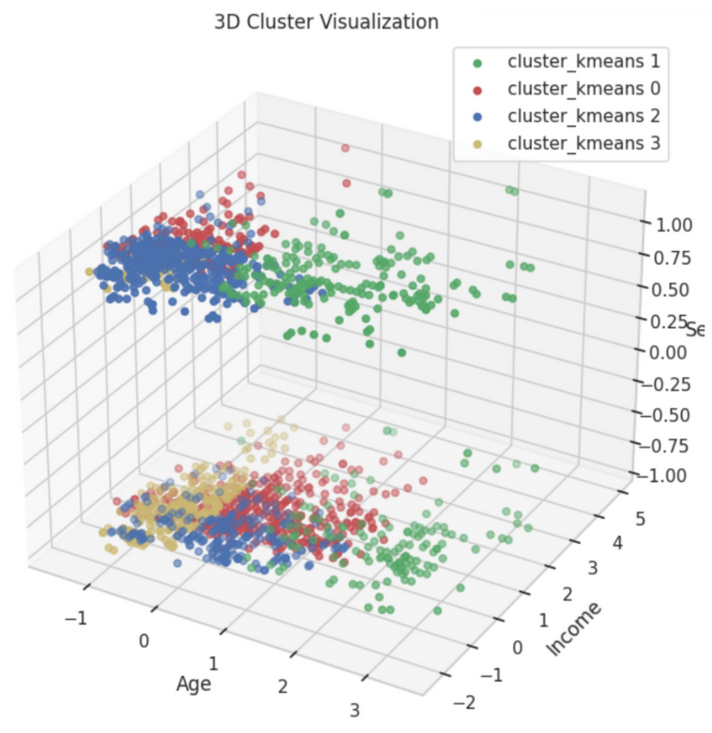 3D Cluster Visualization
cluster_kmeans 1
cluster_kmeans 0
cluster_kmeans 2
cluster_kmeans 3
1.00
0.75
0.50
0.25
Se
0.00
−0.25
−0.50
−0.75
−1.00
5
4
3
2
1
0
−1
−2
Income
−1
0
1
2
3
Age